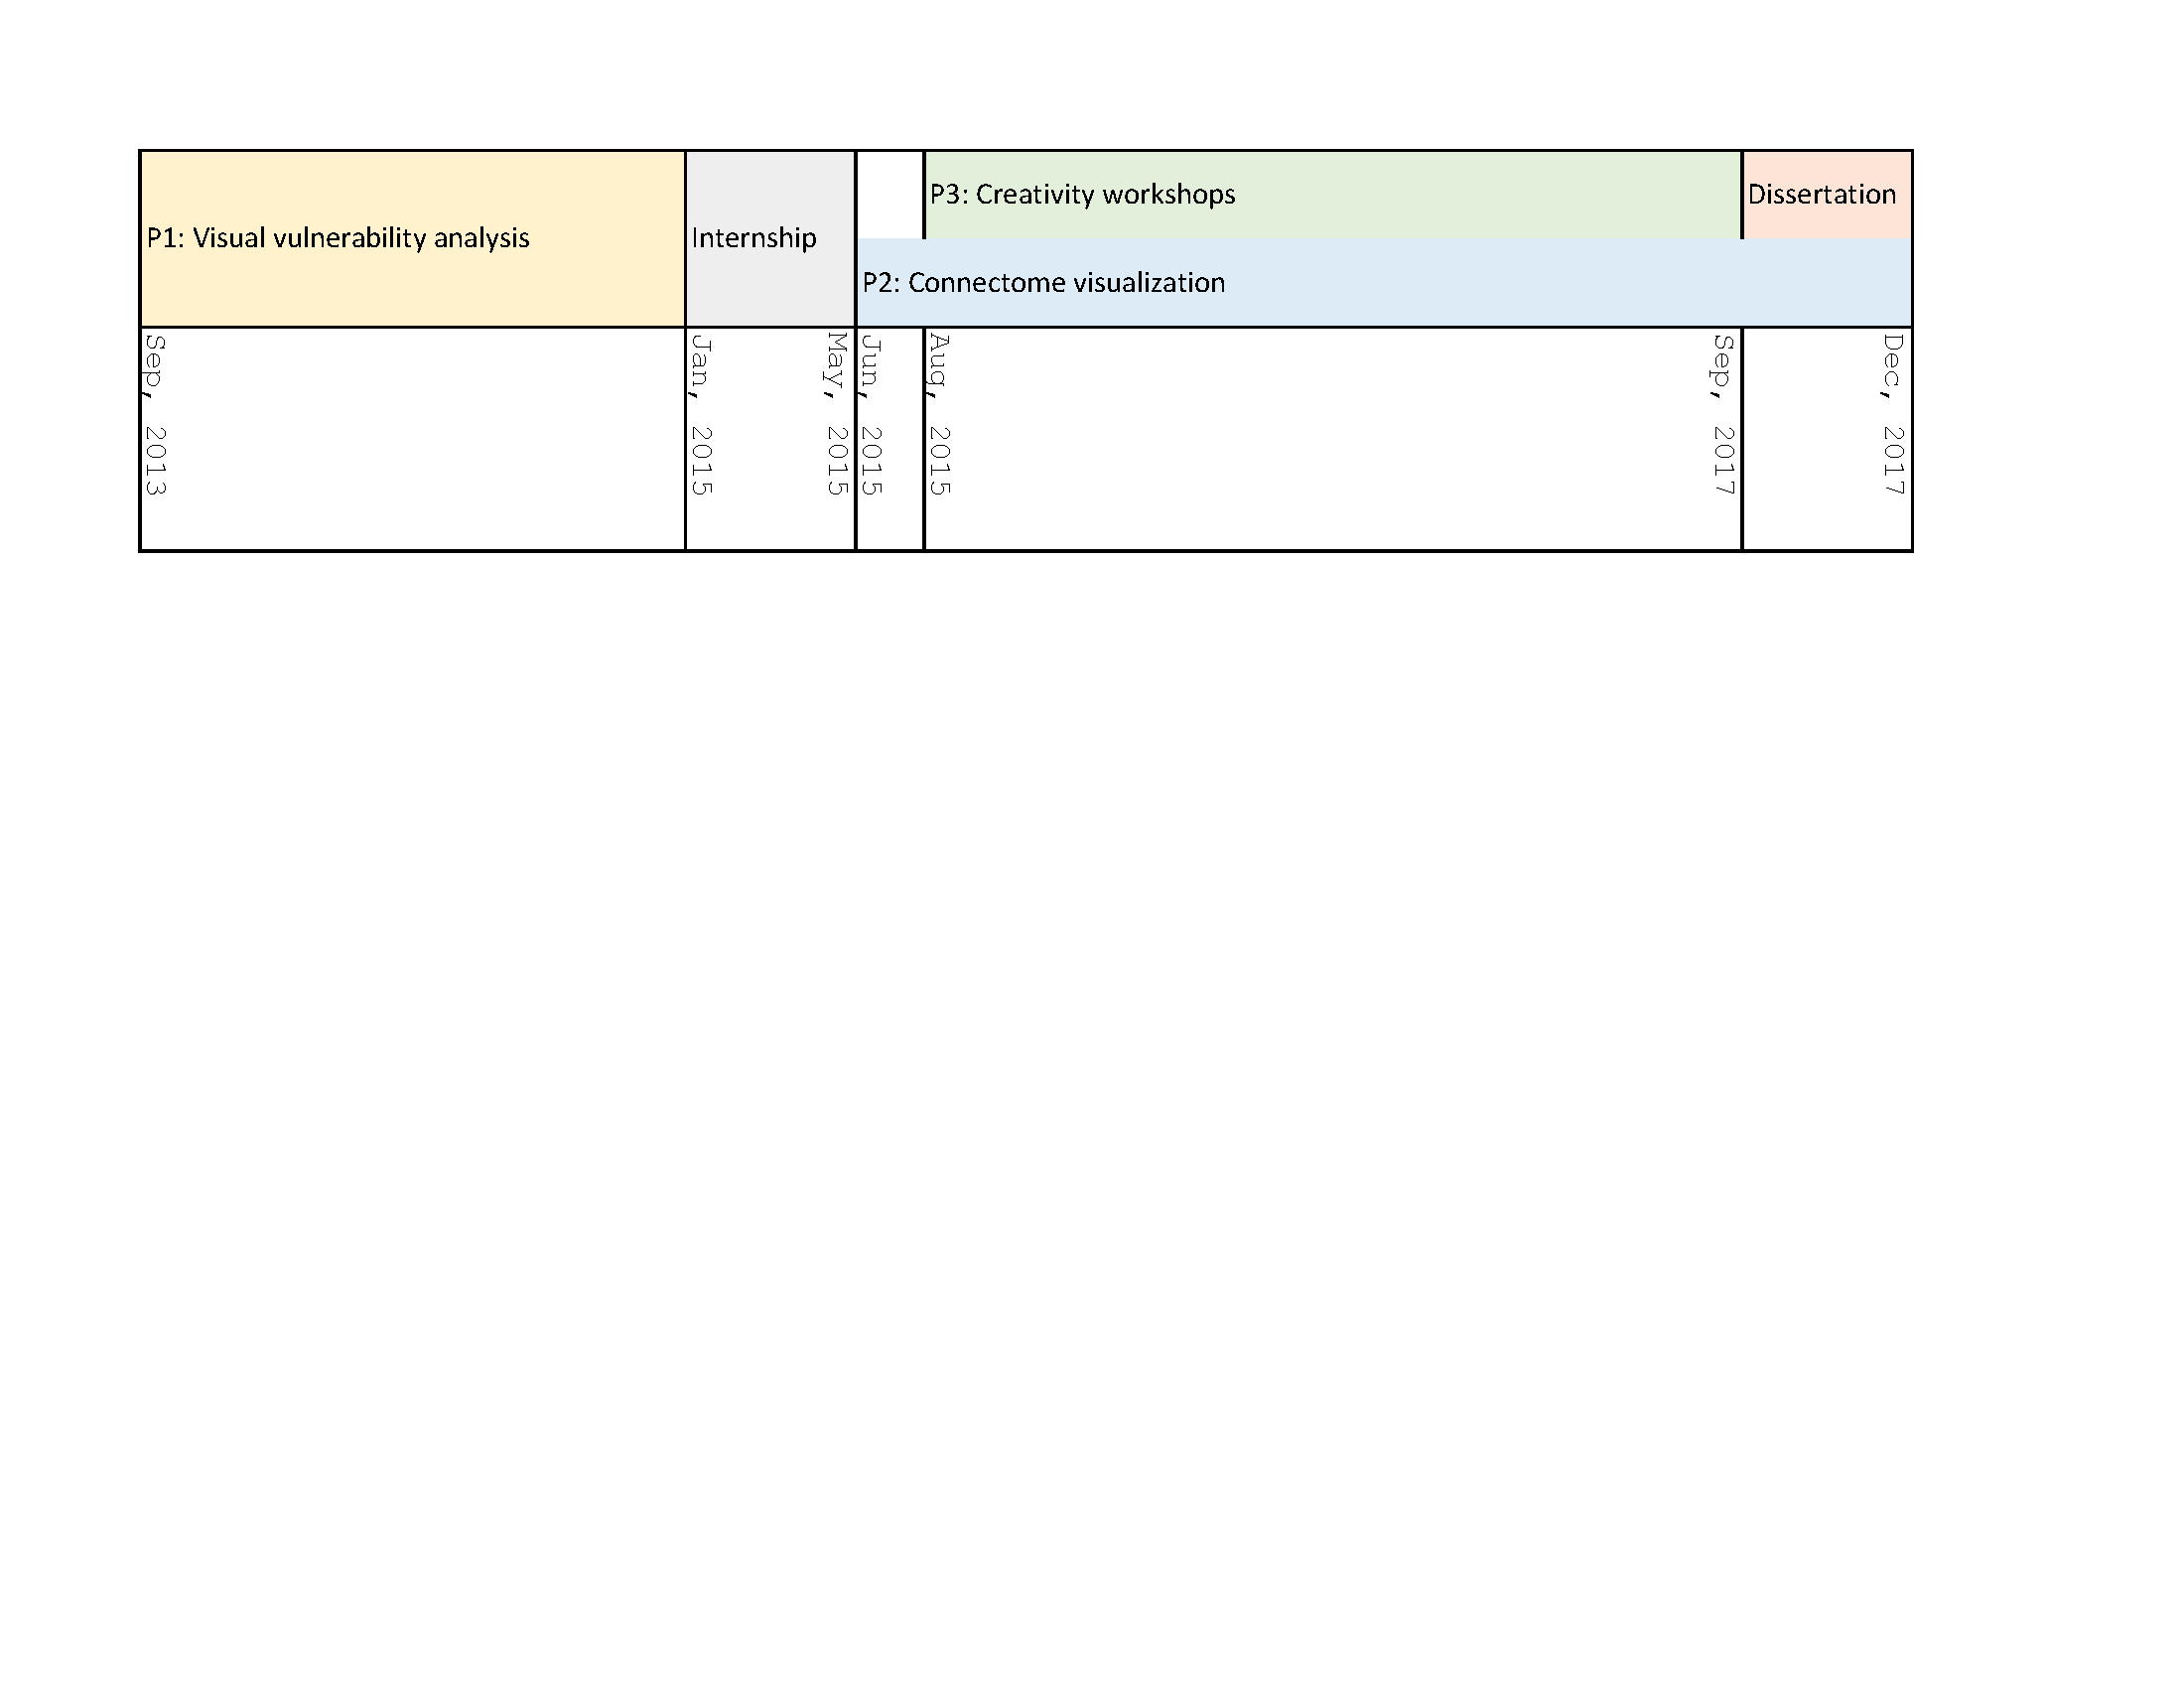 P1: Visual vulnerability analysis
Internship
P3: Creativity workshops
Dissertation
P2: Connectome visualization
Sep, 2013
Jan, 2015
May, 2015
Jun, 2015
Aug, 2015
Sep, 2017
Dec, 2017